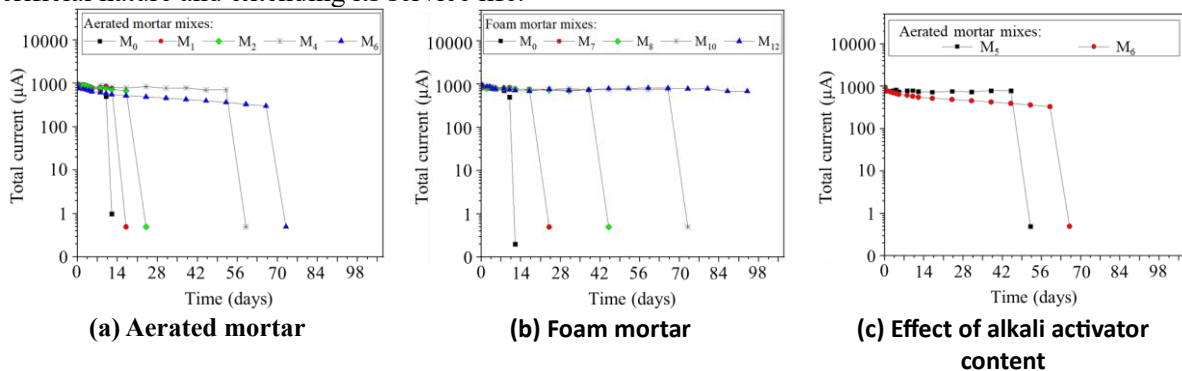 Aerated mortar mixes:
M₀ M₁ M₂ M₄ M₆
Total current (µA)
10000
1000
100
10
1
0
0 14 28 42 56 70 84 98
Time (days)
(a) Aerated mortar
Foam mortar mixes:
M₀ M₇ M₈ M₁₀ M₁₂
Total current (µA)
10000
1000
100
10
1
0
0 14 28 42 56 70 84 98
Time (days)
(b) Foam mortar
Aerated mortar mixes:
M₅ M₆
Total current (µA)
10000
1000
100
10
1
0
0 14 28 42 56 70 84 98
Time (days)
(c) Effect of alkali activator
content